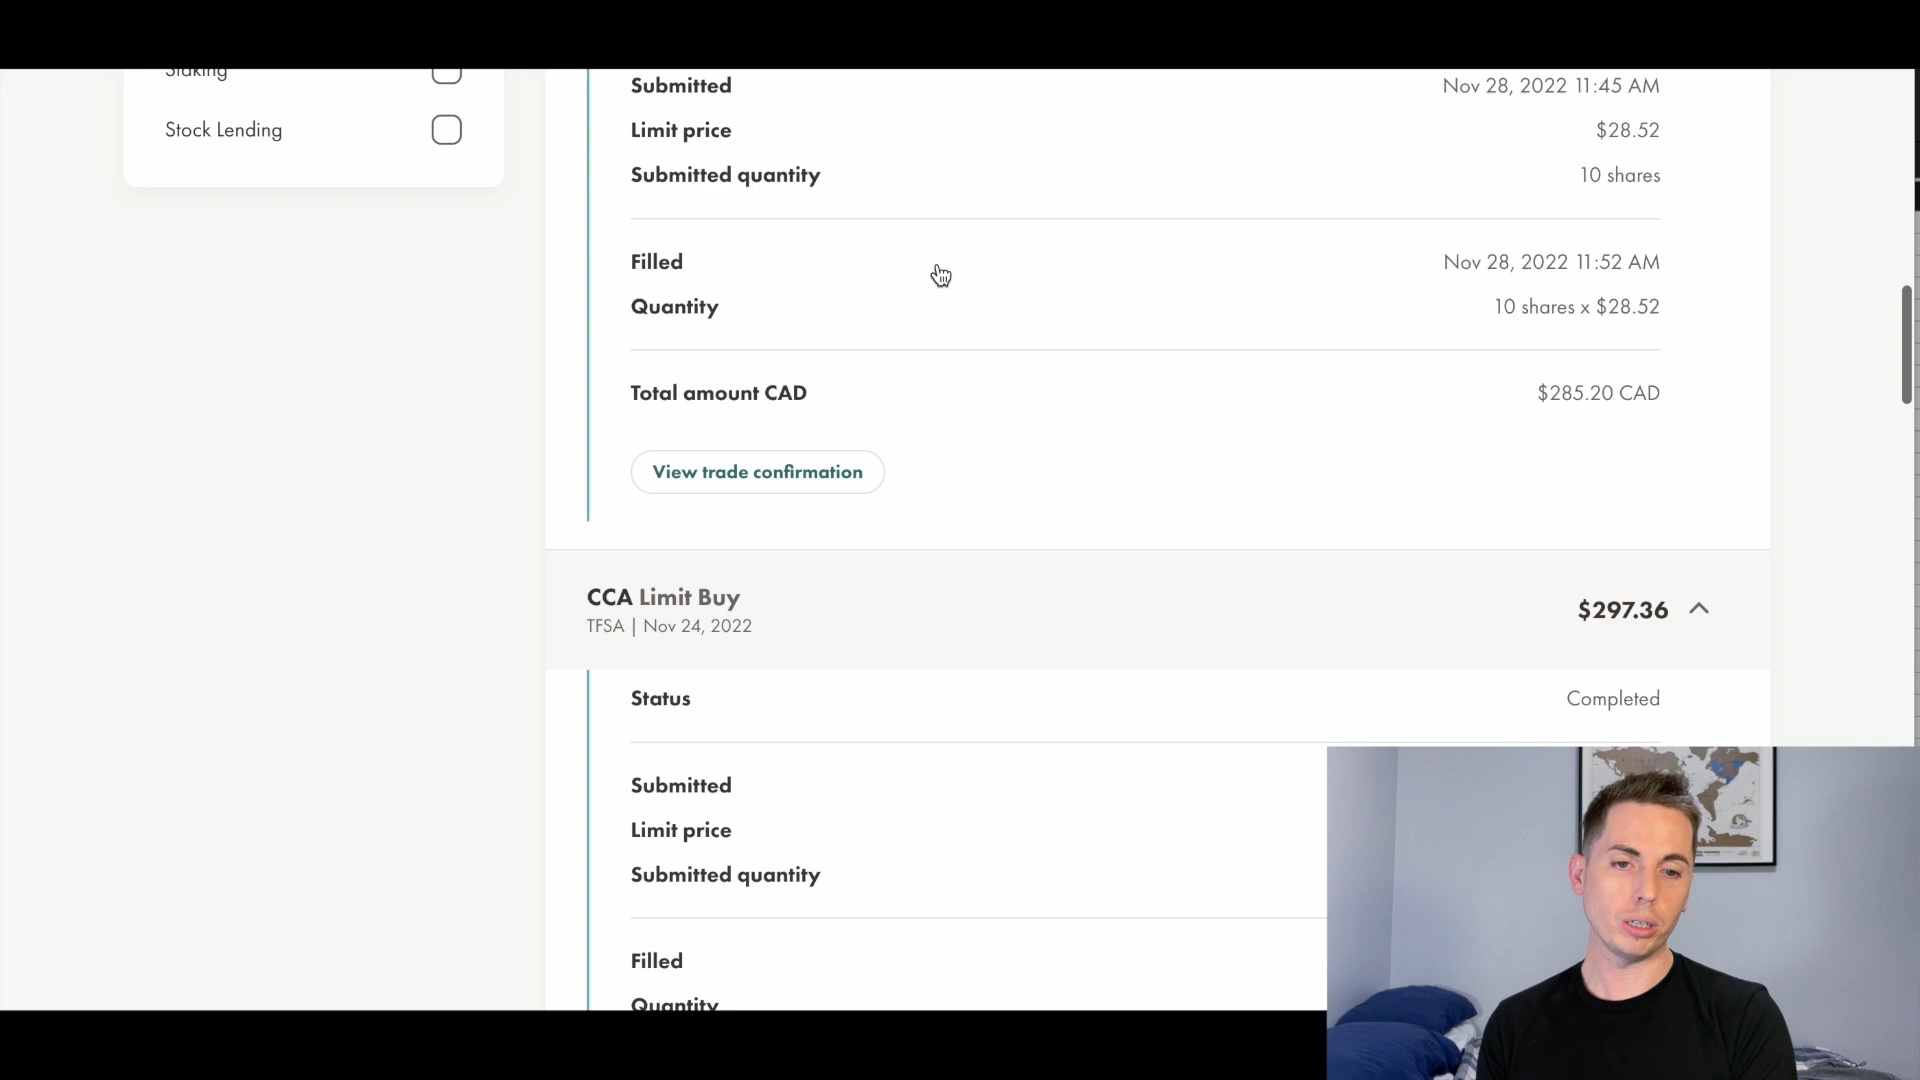 Staking
Stock Lending
Submitted Nov 28, 2022 11:45 AM
Limit price $28.52
Submitted quantity 10 shares
Filled Nov 28, 2022 11:52 AM
Quantity 10 shares x $28.52
Total amount CAD $285.20 CAD
View trade confirmation
CCA Limit Buy
TFSA | Nov 24, 2022
$297.36
Status Completed
Submitted
Limit price
Submitted quantity
Filled
Quantity